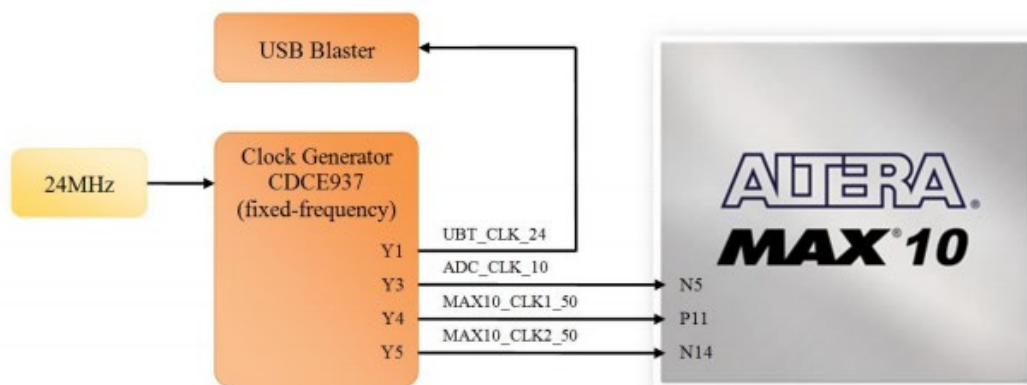 USB Blaster
24MHz
Clock Generator
CDCE937
(fixed-frequency)
Y1
UBT_CLK_24
Y3
ADC_CLK_10
N5
Y4
MAX10_CLK1_50
P11
Y5
MAX10_CLK2_50
N14
ALTERA®
MAX® 10